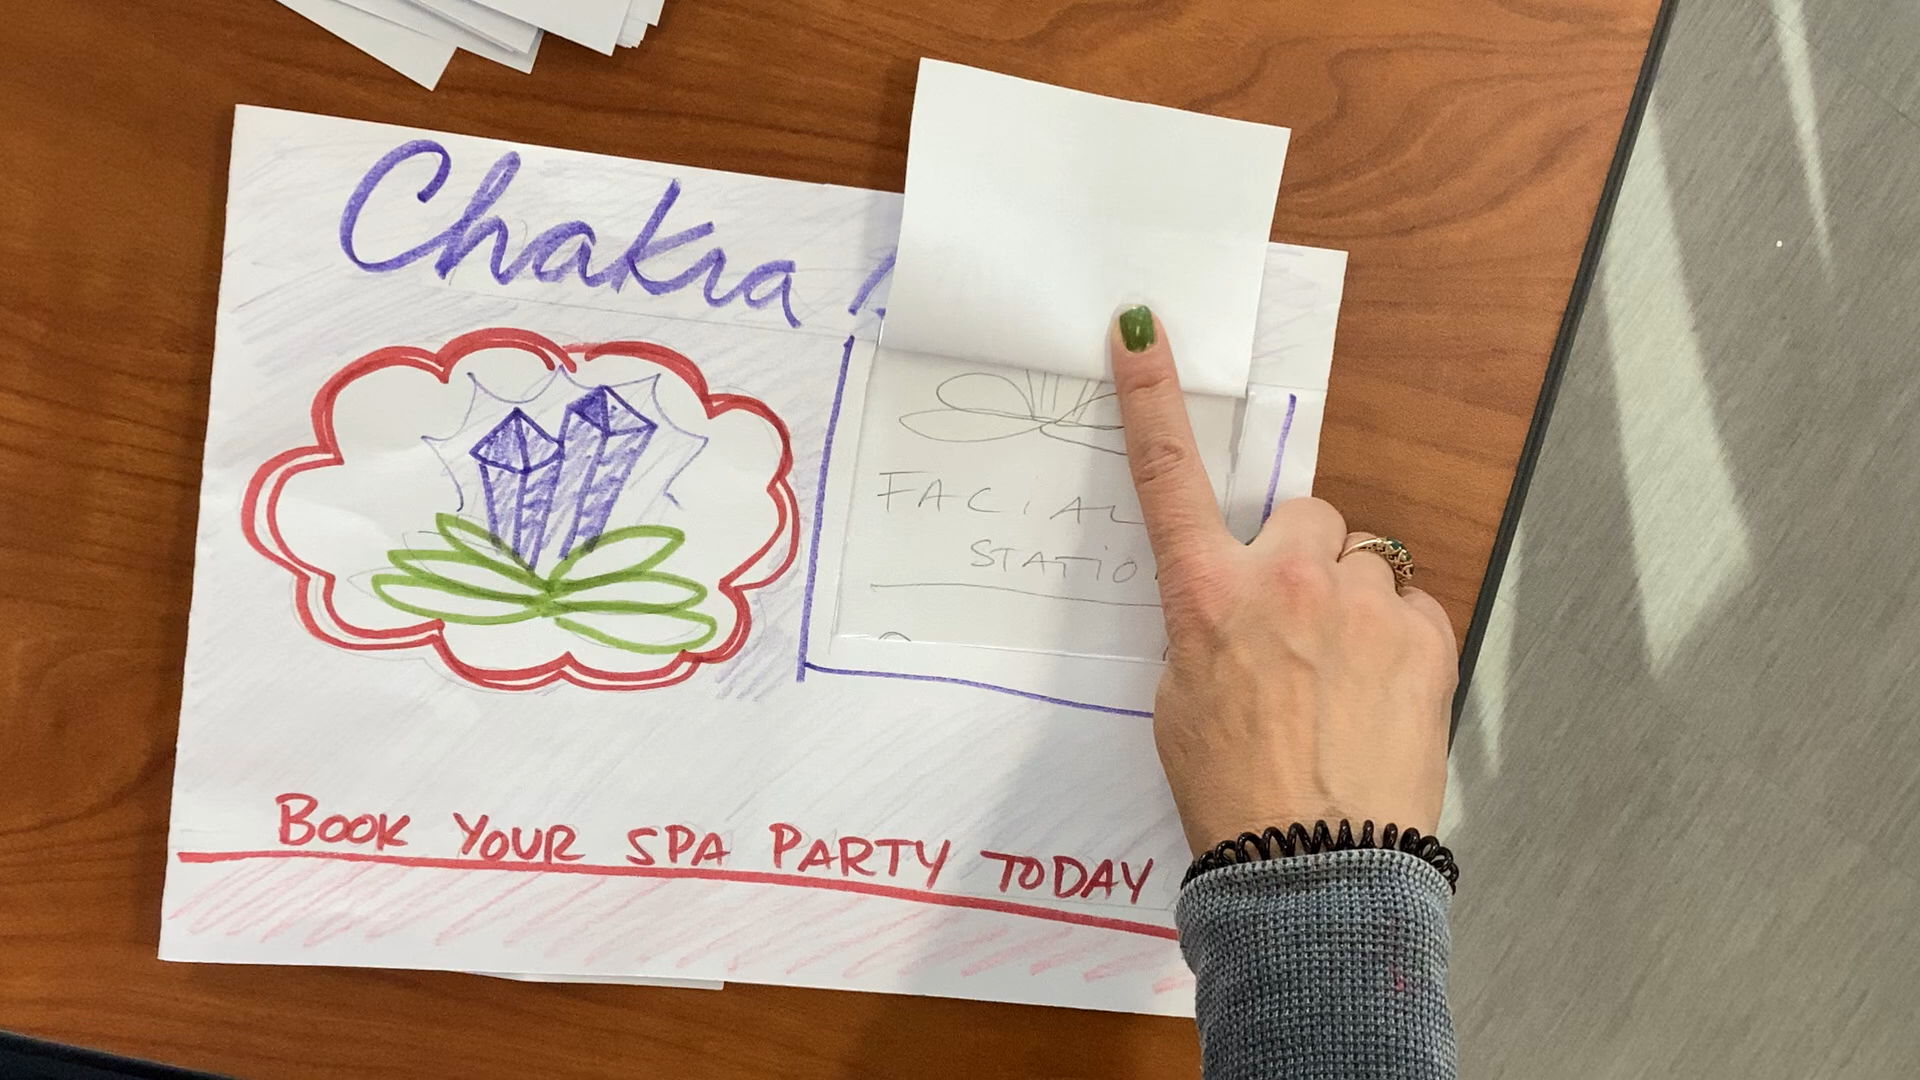 Chakra
FACIAL
STATIO
BOOK YOUR SPA PARTY TODAY